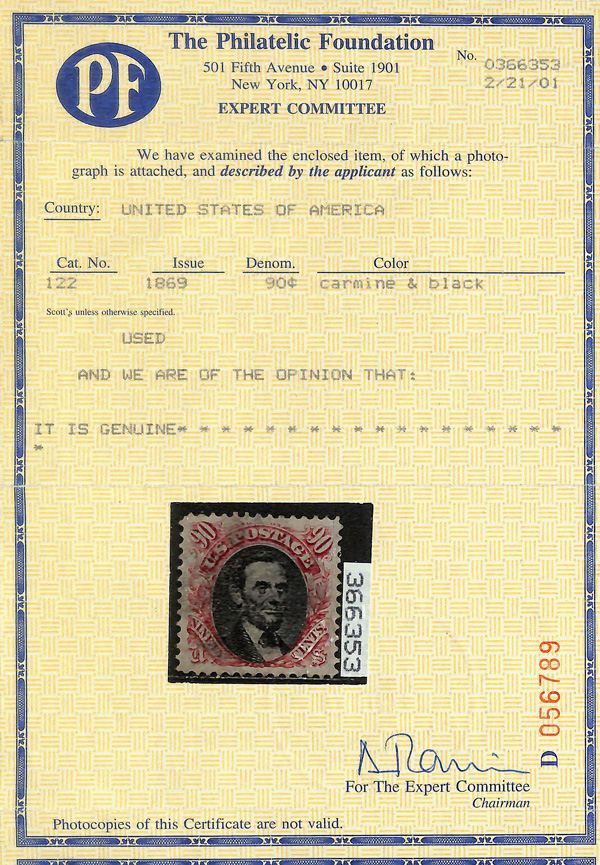 PF
The Philatelic Foundation
501 Fifth Avenue • Suite 1901
New York, NY 10017
EXPERT COMMITTEE
No. 0366353
2/21/01
We have examined the enclosed item, of which a photo-
graph is attached, and described by the applicant as follows:
Country: UNITED STATES OF AMERICA
Cat. No. Issue Denom. Color
122 1869 90¢ carmine & black
Scott's unless otherwise specified.
USED
AND WE ARE OF THE OPINION THAT:
IT IS GENUINE* * * * * * * * * * * * * * * * * *
*
90 90
U.S. POSTAGE
NINETY CENTS
366353
D 056789
For The Expert Committee
Chairman
Photocopies of this Certificate are not valid.